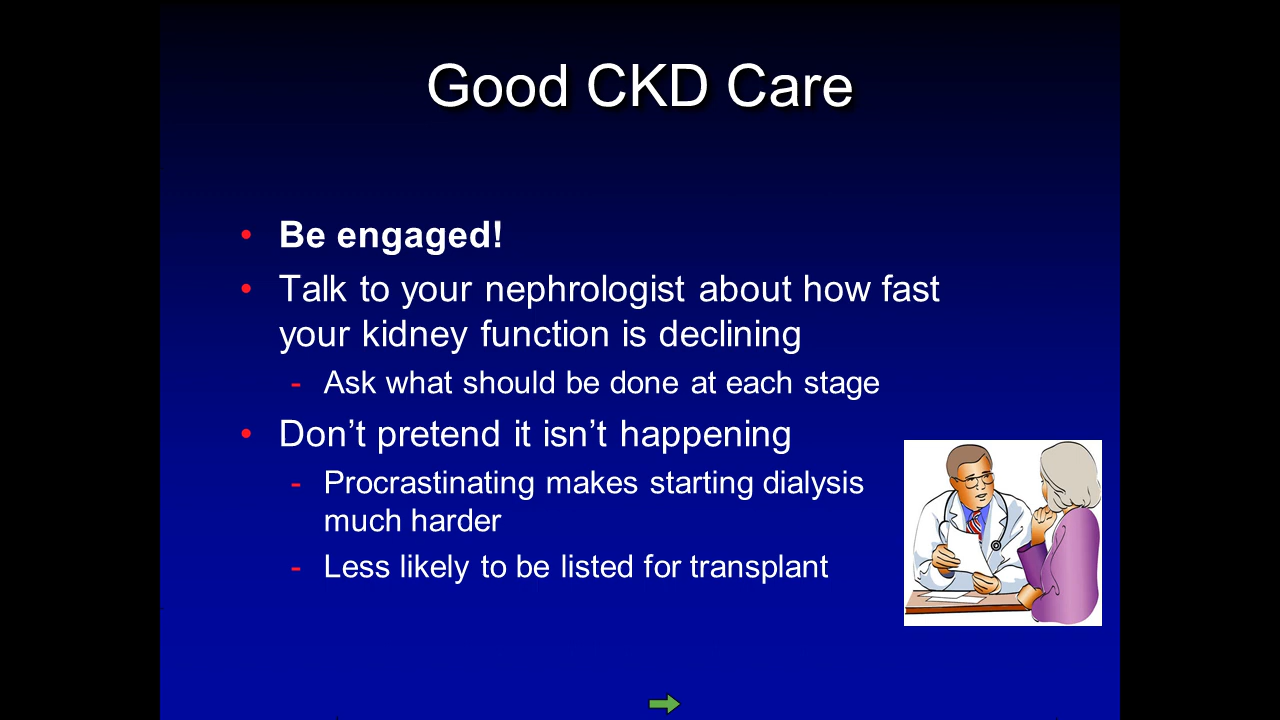 Good CKD Care
• Be engaged!
• Talk to your nephrologist about how fast
your kidney function is declining
- Ask what should be done at each stage
• Don’t pretend it isn’t happening
- Procrastinating makes starting dialysis
much harder
- Less likely to be listed for transplant